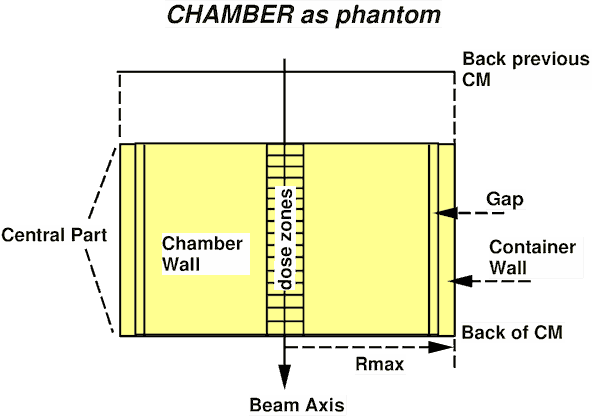 CHAMBER as phantom
Back previous
CM
Central Part
Chamber
Wall
dose zones
Gap
Container
Wall
Back of CM
Rmax
Beam Axis